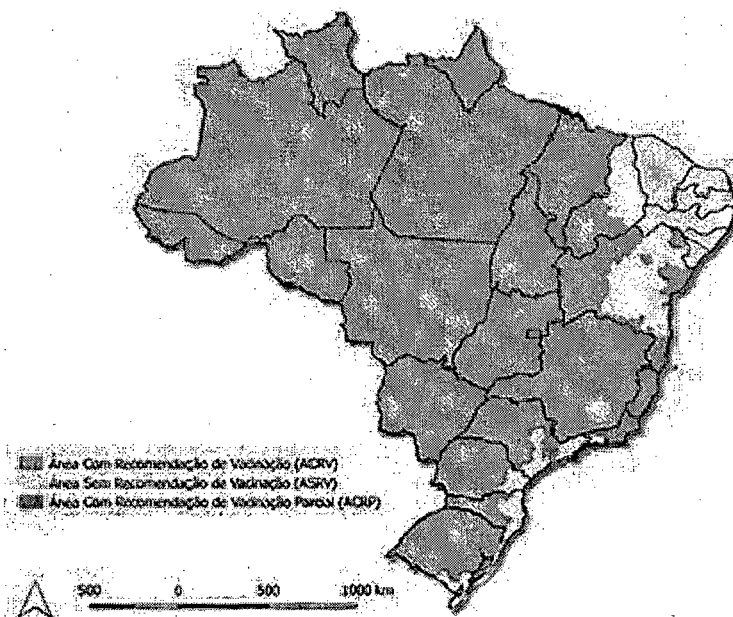 Área Com Recomendação de Vacinação (ACRV)
Área Sem Recomendação de Vacinação (ASRV)
Área Com Recomendação de Vacinação Parcial (ACRP)
500 0 500 1000 km